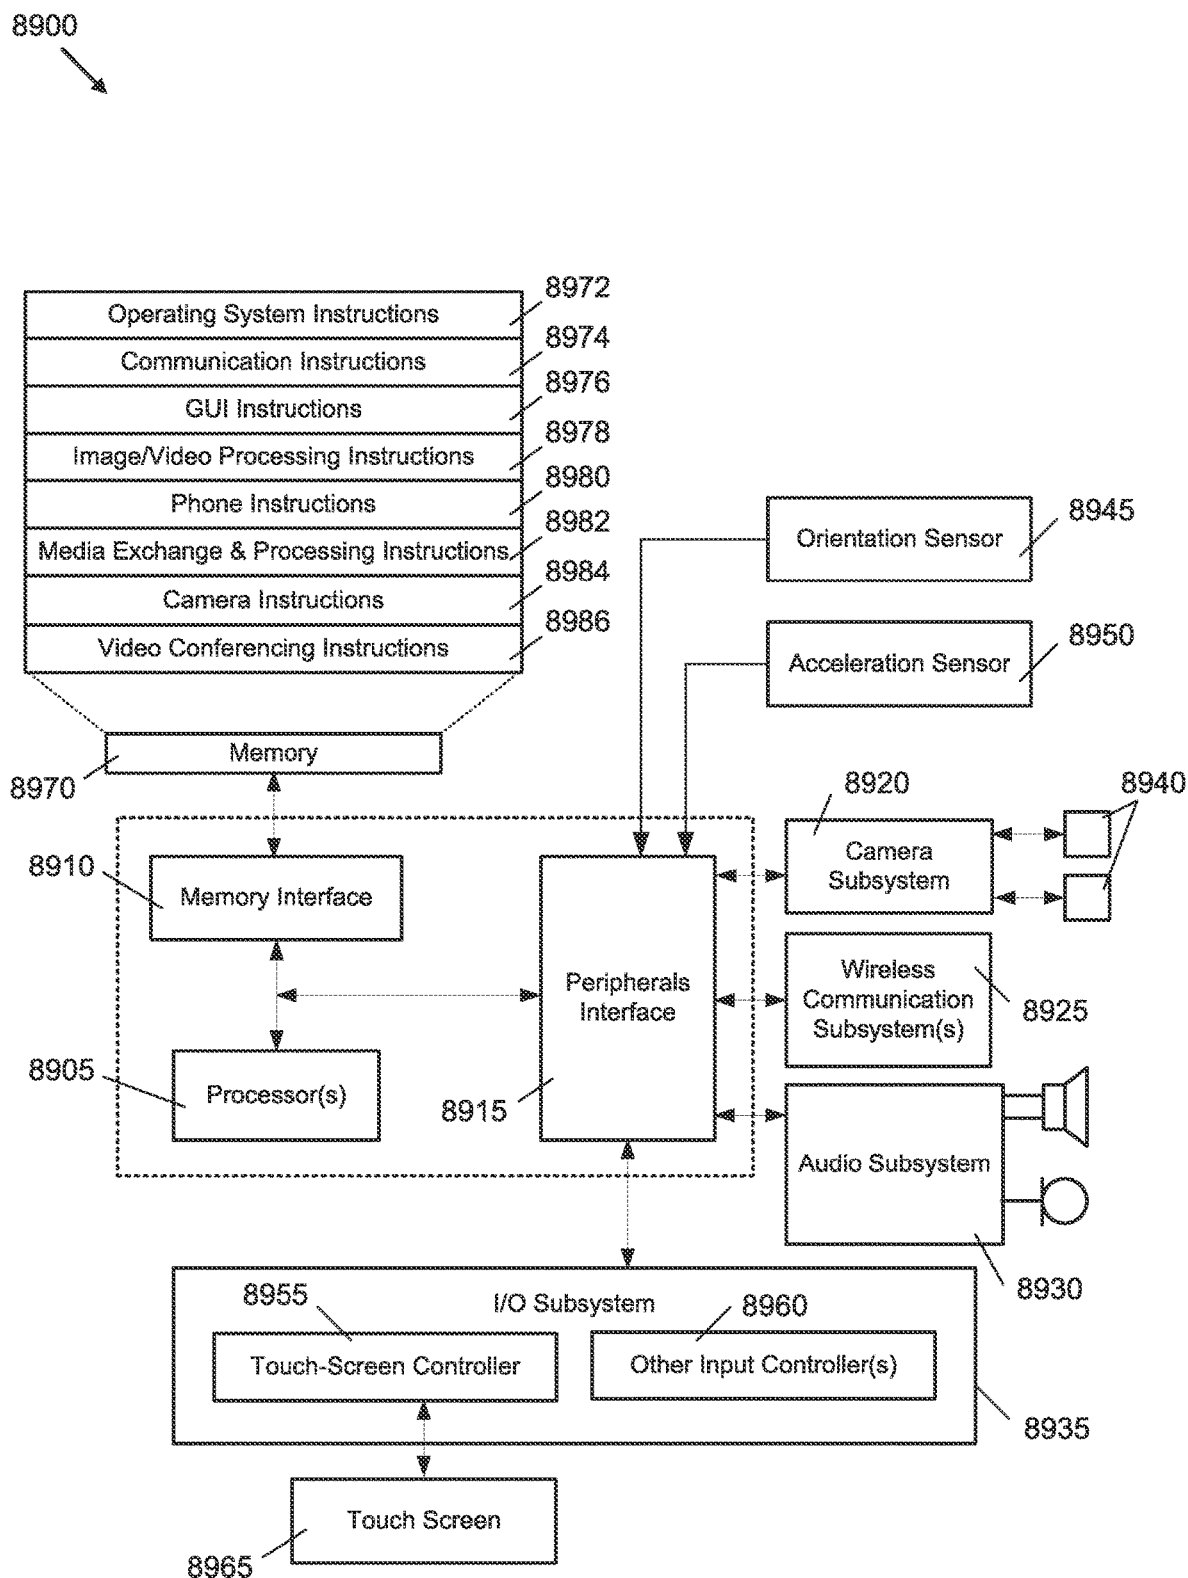 8900
8972
Operating System Instructions
8974
Communication Instructions
8976
GUI Instructions
8978
Image/Video Processing Instructions
8980
Phone Instructions
8982
Media Exchange & Processing Instructions
8984
Camera Instructions
8986
Video Conferencing Instructions
Memory
8970
Orientation Sensor
8945
Acceleration Sensor
8950
8920
8940
Camera
Subsystem
8910
Memory Interface
Peripherals
Interface
8915
Wireless
Communication
Subsystem(s)
8925
8905
Processor(s)
Audio Subsystem
8930
I/O Subsystem
8955
Touch-Screen Controller
8960
Other Input Controller(s)
8935
Touch Screen
8965